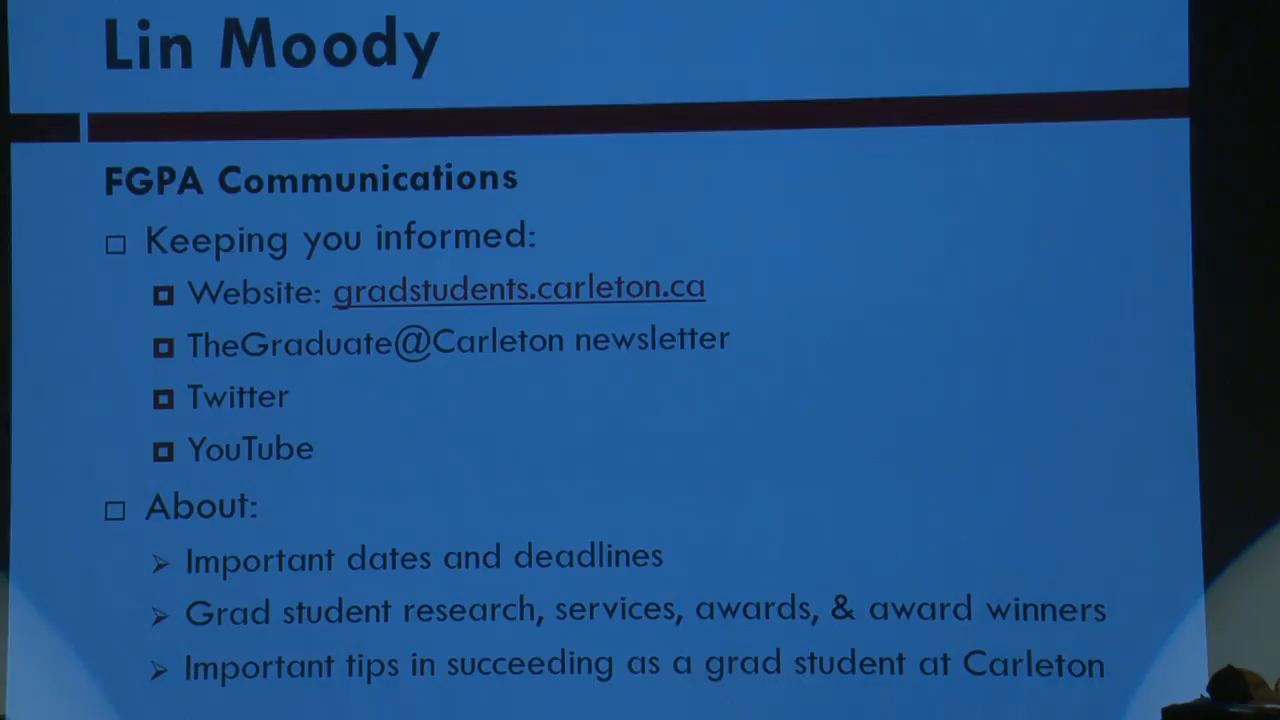 Lin Moody
FGPA Communications
Keeping you informed:
Website: gradstudents.carleton.ca
TheGraduate@Carleton newsletter
Twitter
YouTube
About:
Important dates and deadlines
Grad student research, services, awards, & award winners
Important tips in succeeding as a grad student at Carleton